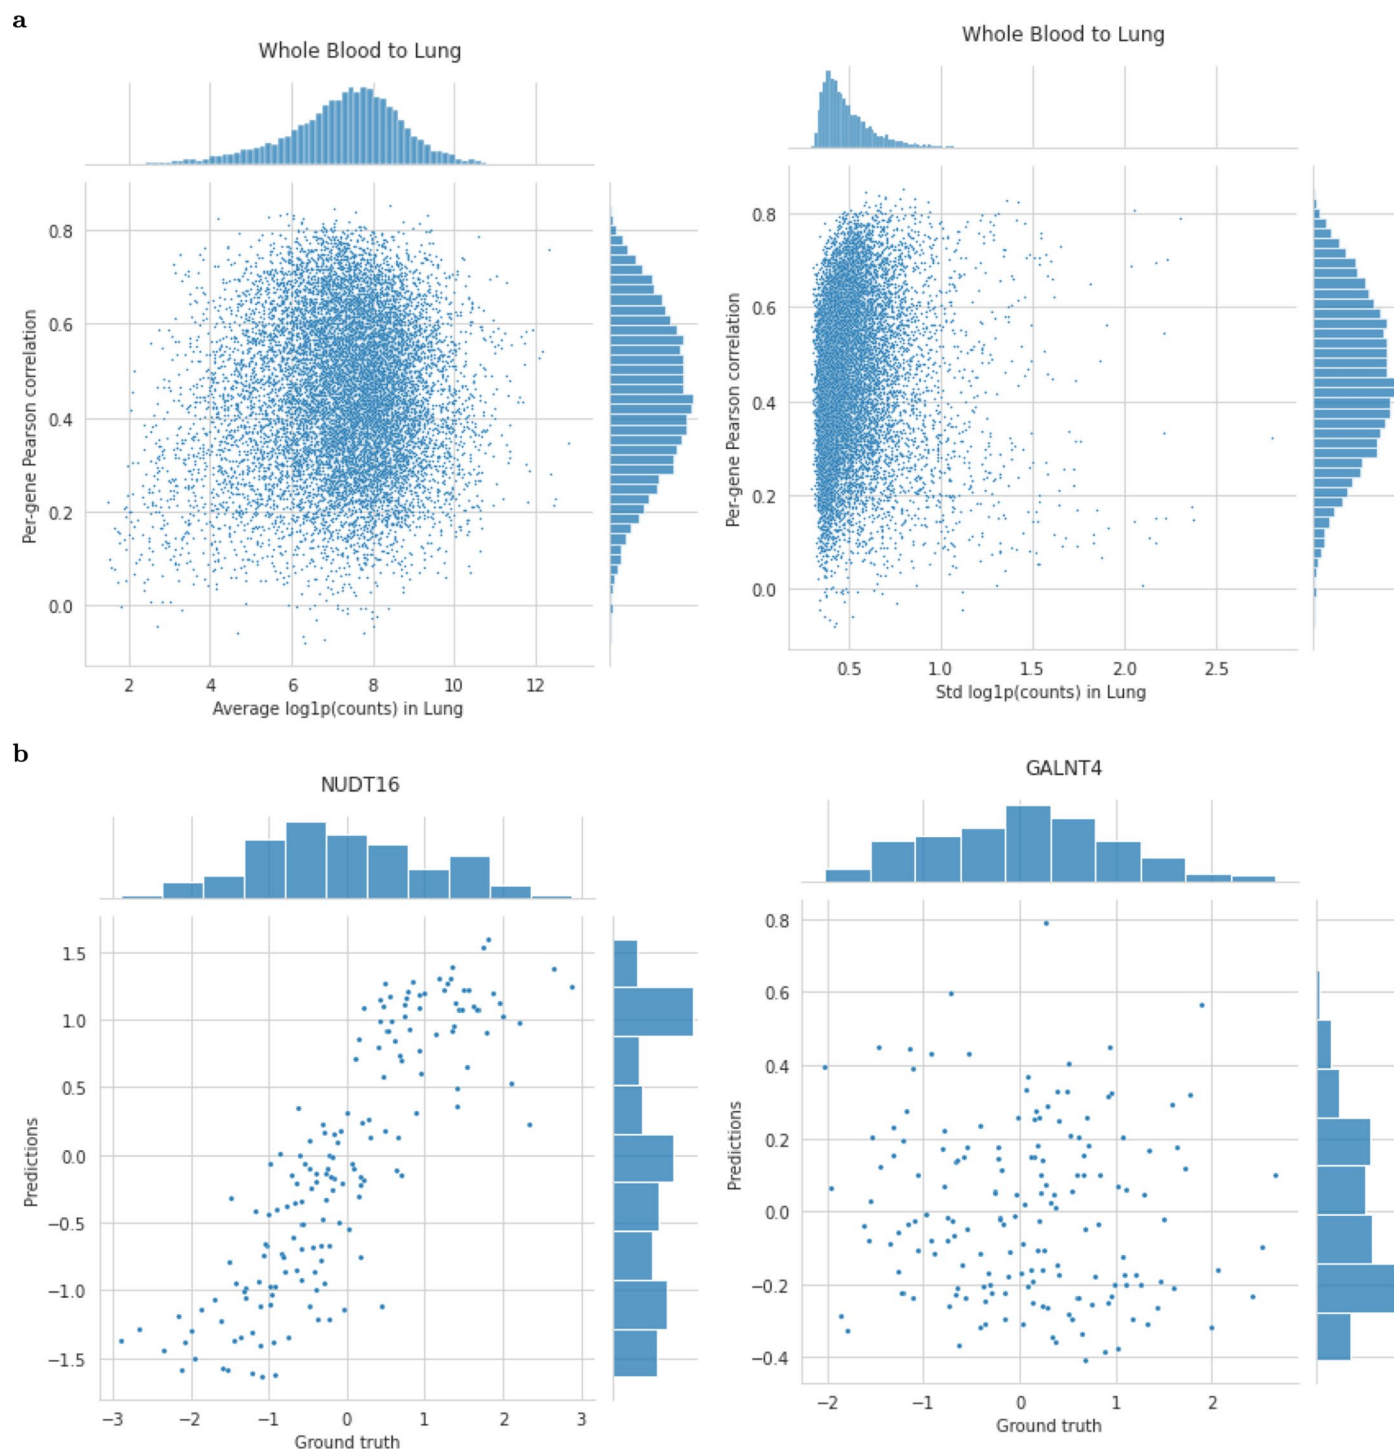 a
Whole Blood to Lung
Per-gene Pearson correlation
0.8
0.6
0.4
0.2
0.0
2 4 6 8 10 12
Average log1p(counts) in Lung
Whole Blood to Lung
Per-gene Pearson correlation
0.8
0.6
0.4
0.2
0.0
0.5 1.0 1.5 2.0 2.5
Std log1p(counts) in Lung
b
NUDT16
Predictions
1.5
1.0
0.5
0.0
−0.5
−1.0
−1.5
−3 −2 −1 0 1 2 3
Ground truth
GALNT4
Predictions
0.8
0.6
0.4
0.2
0.0
−0.2
−0.4
−2 −1 0 1 2
Ground truth